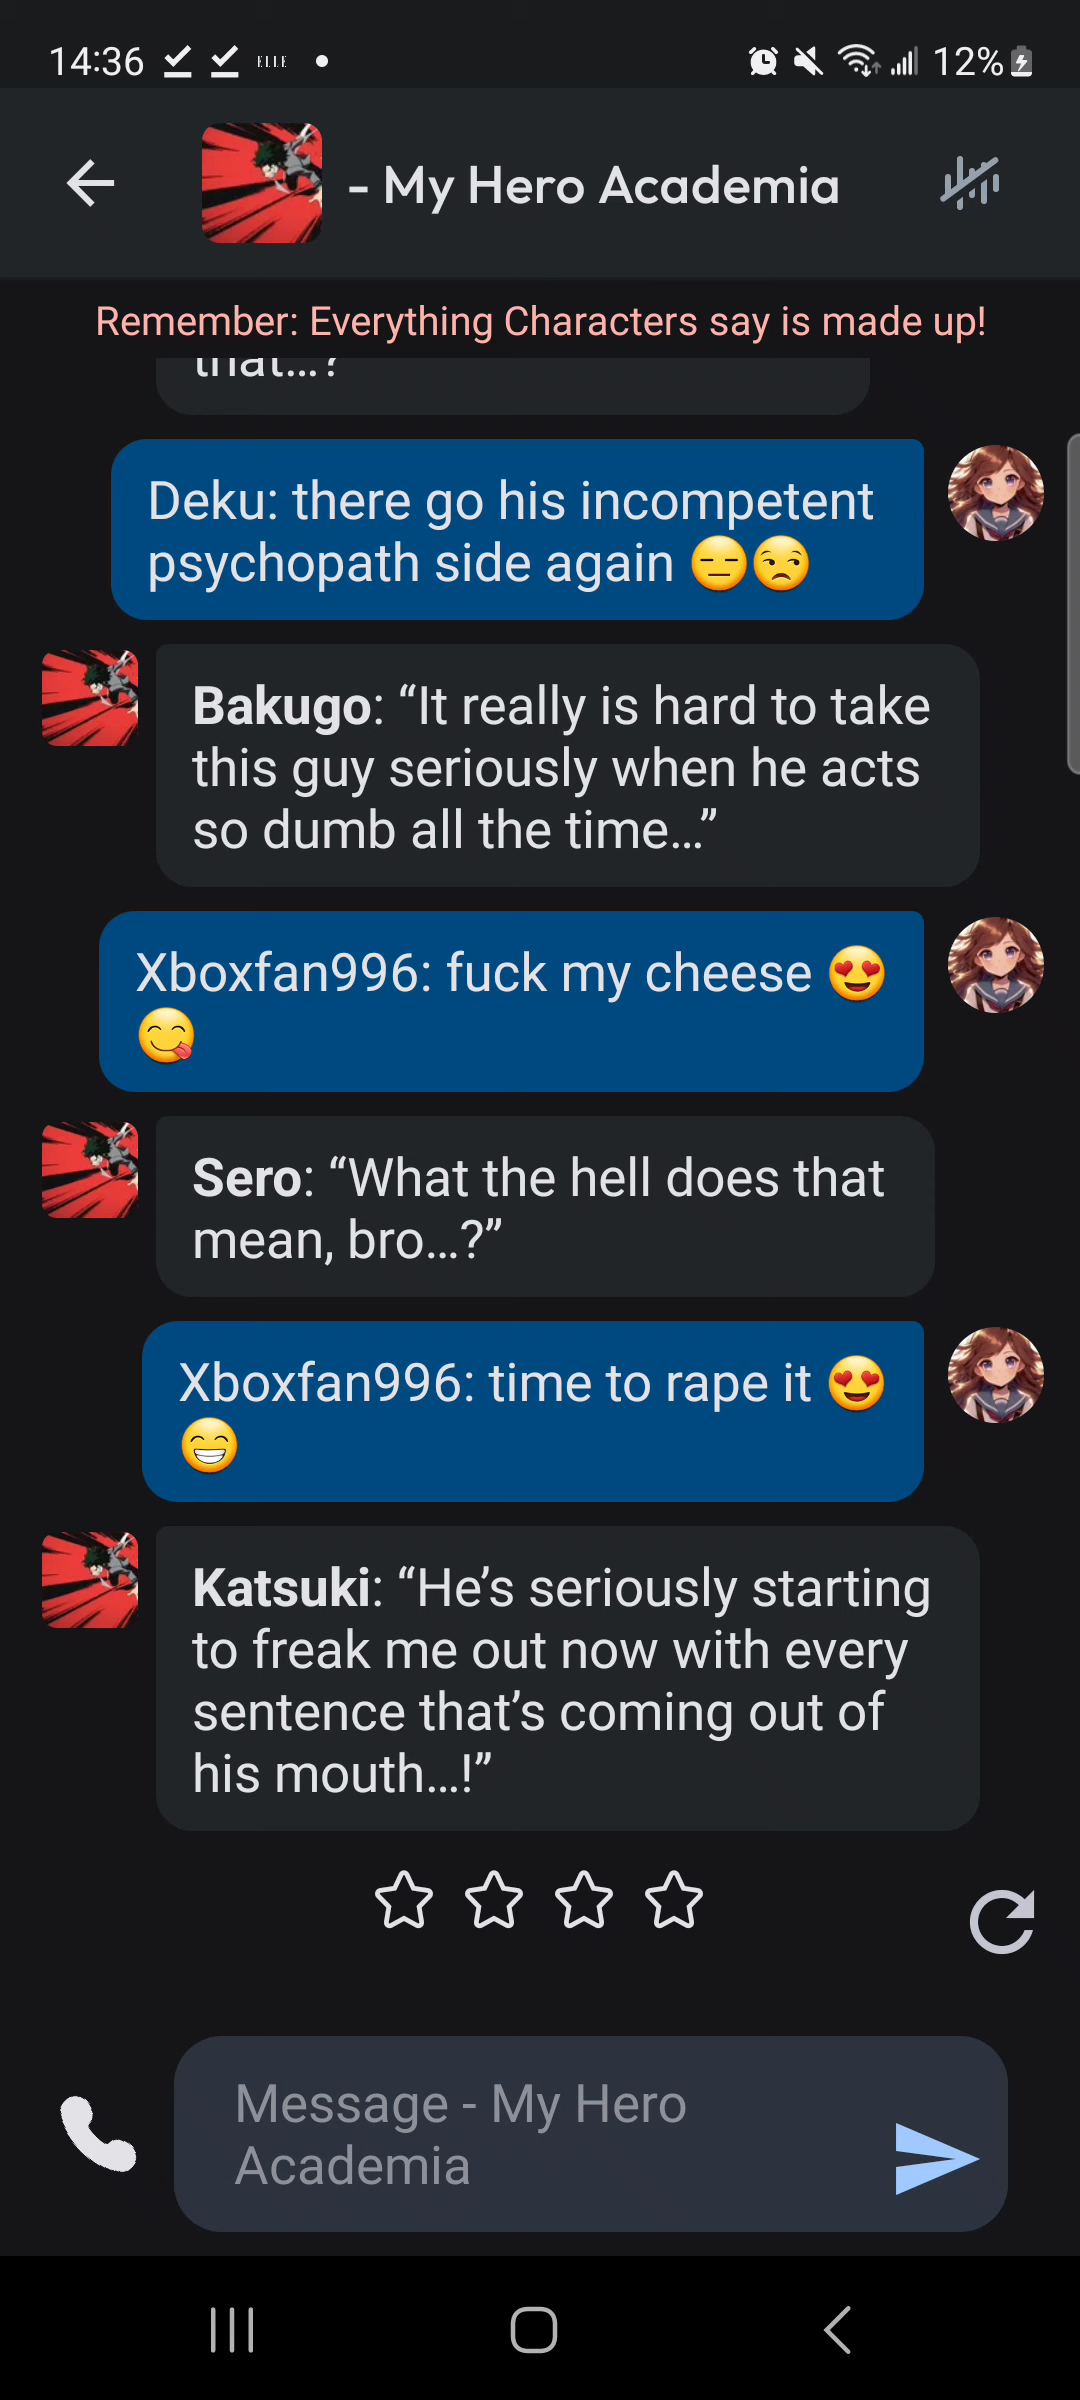 14:36 ELLE 12%
- My Hero Academia
Remember: Everything Characters say is made up!
that...?
Deku: there go his incompetent
psychopath side again 😑😒
Bakugo: “It really is hard to take
this guy seriously when he acts
so dumb all the time...”
Xboxfan996: fuck my cheese 😍
😋
Sero: “What the hell does that
mean, bro...?”
Xboxfan996: time to rape it 😍
😁
Katsuki: “He’s seriously starting
to freak me out now with every
sentence that’s coming out of
his mouth...!”
Message - My Hero
Academia